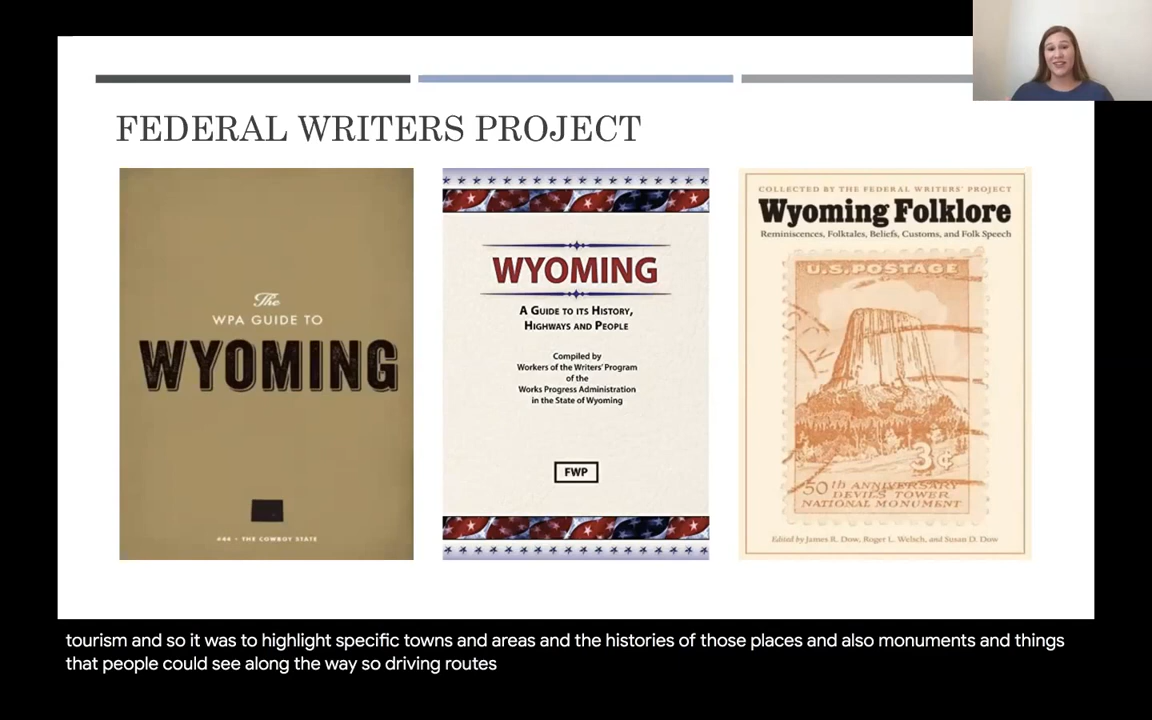 FEDERAL WRITERS PROJECT
The
WPA GUIDE TO
WYOMING
#44 - THE COWBOY STATE
WYOMING
A Guide to its History,
Highways and People
Compiled by
Workers of the Writers' Program
of the
Works Progress Administration
in the State of Wyoming
FWP
COLLECTED BY THE FEDERAL WRITERS' PROJECT
Wyoming Folklore
Reminiscences, Folktales, Beliefs, Customs, and Folk Speech
U.S. POSTAGE
3¢
50th ANNIVERSARY
DEVILS TOWER
NATIONAL MONUMENT
Edited by James R. Dow, Roger L. Welsch, and Susan D. Dow
tourism and so it was to highlight specific towns and areas and the histories of those places and also monuments and things
that people could see along the way so driving routes